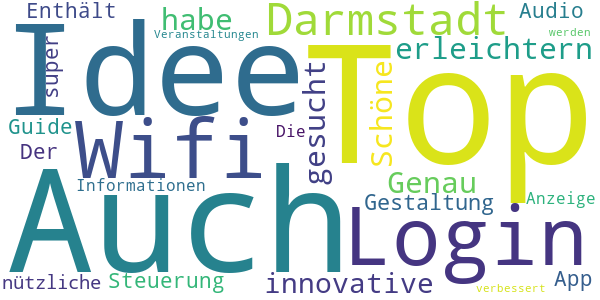 Enthält
habe
Darmstadt
Audio
Idee
Veranstaltungen
werden
super
Top
erleichtern
Guide
Wifi
Die
gesucht
Schöne
Der
Auch
Informationen
Genau
Gestaltung
Anzeige
Login
nützliche
Steuerung
innovative
verbessert
App